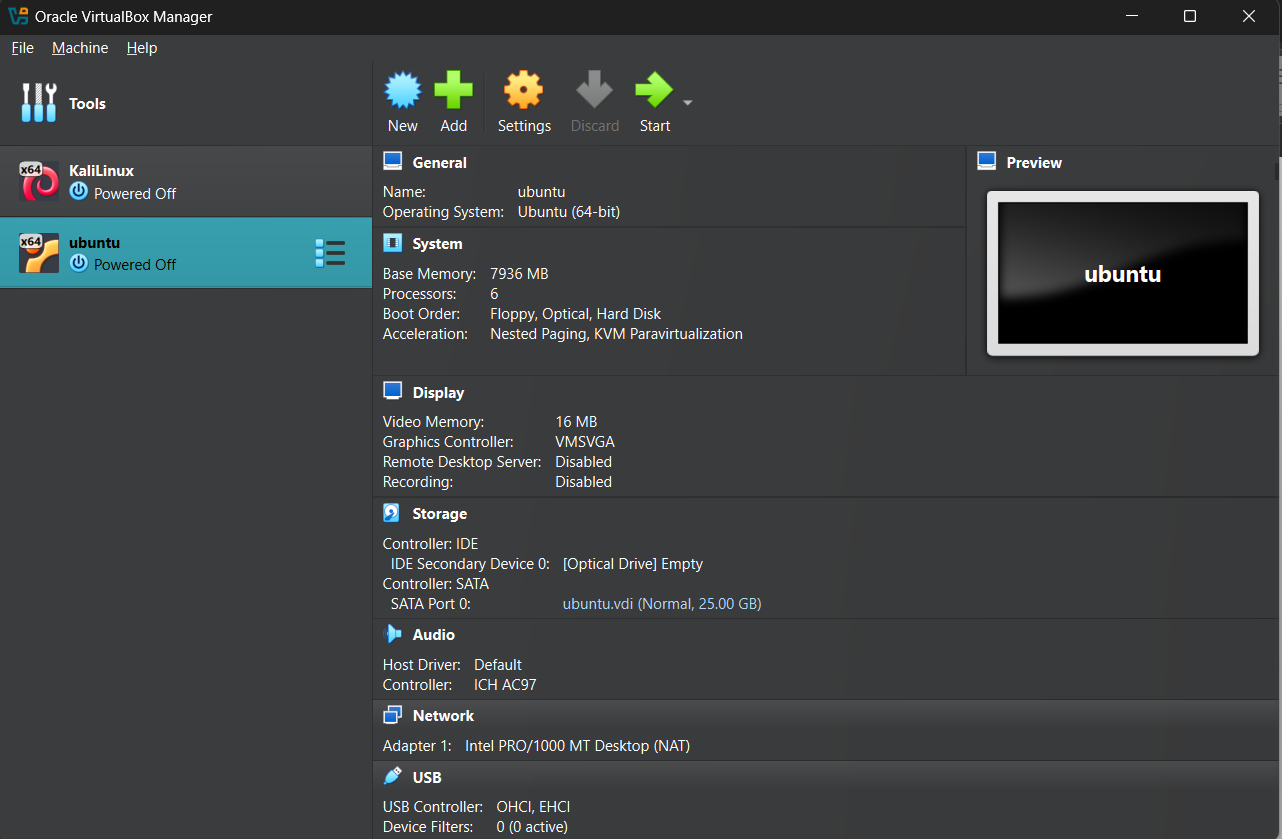 Oracle VirtualBox Manager
File Machine Help
Tools
New Add Settings Discard Start
x64 KaliLinux
Powered Off
x64 ubuntu
Powered Off
General
Name: ubuntu
Operating System: Ubuntu (64-bit)
System
Base Memory: 7936 MB
Processors: 6
Boot Order: Floppy, Optical, Hard Disk
Acceleration: Nested Paging, KVM Paravirtualization
Preview
ubuntu
Display
Video Memory: 16 MB
Graphics Controller: VMSVGA
Remote Desktop Server: Disabled
Recording: Disabled
Storage
Controller: IDE
IDE Secondary Device 0: [Optical Drive] Empty
Controller: SATA
SATA Port 0: ubuntu.vdi (Normal, 25.00 GB)
Audio
Host Driver: Default
Controller: ICH AC97
Network
Adapter 1: Intel PRO/1000 MT Desktop (NAT)
USB
USB Controller: OHCI, EHCI
Device Filters: 0 (0 active)